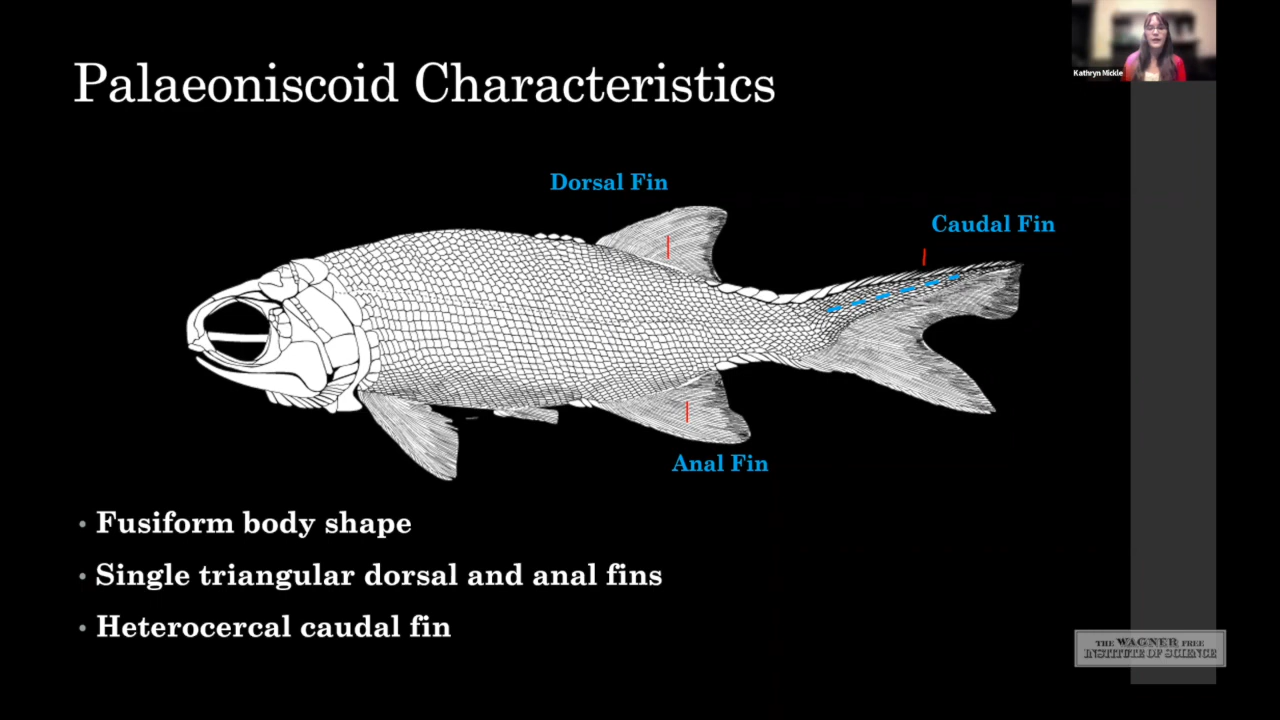 Palaeoniscoid Characteristics
Kathryn Mickle
Dorsal Fin
Caudal Fin
Anal Fin
• Fusiform body shape
• Single triangular dorsal and anal fins
• Heterocercal caudal fin
THE WAGNER FREE
INSTITUTE OF SCIENCE